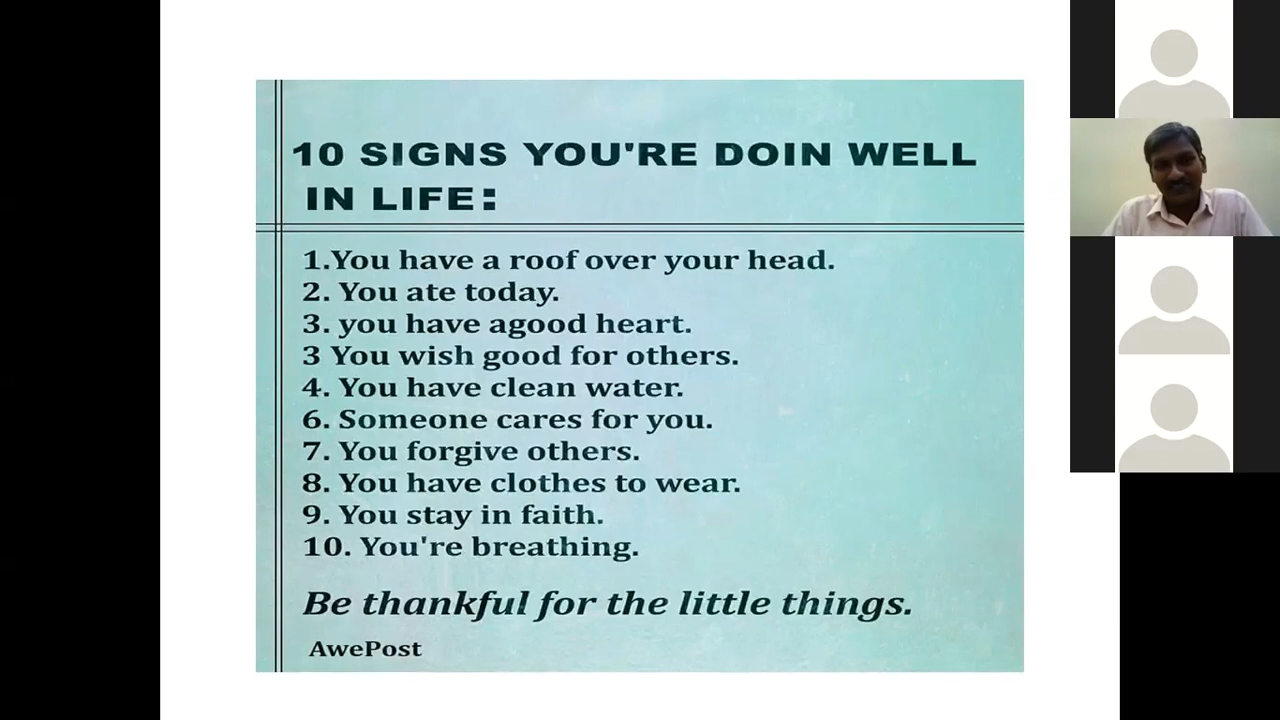 10 SIGNS YOU'RE DOIN WELL
IN LIFE:
1.You have a roof over your head.
2. You ate today.
3. you have agood heart.
3 You wish good for others.
4. You have clean water.
6. Someone cares for you.
7. You forgive others.
8. You have clothes to wear.
9. You stay in faith.
10. You're breathing.
Be thankful for the little things.
AwePost